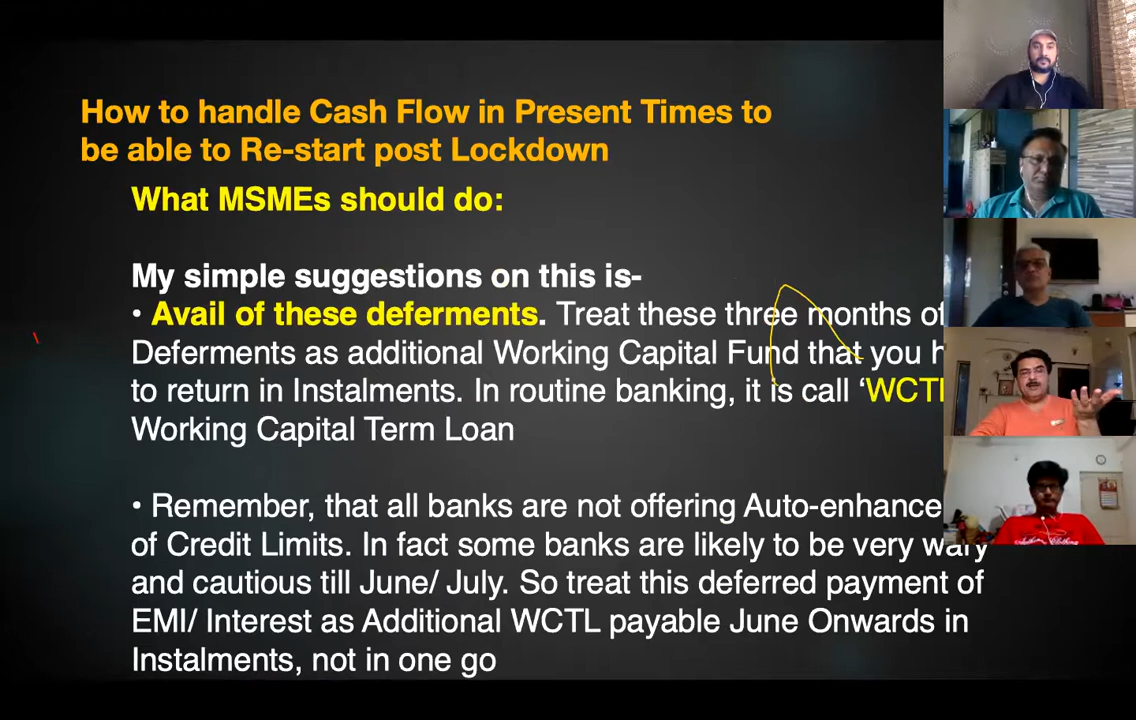 How to handle Cash Flow in Present Times to
be able to Re-start post Lockdown
What MSMEs should do:
My simple suggestions on this is-
• Avail of these deferments. Treat these three months of
Deferments as additional Working Capital Fund that you
to return in Instalments. In routine banking, it is call ‘WCTL
Working Capital Term Loan
• Remember, that all banks are not offering Auto-enhance
of Credit Limits. In fact some banks are likely to be very wary
and cautious till June/ July. So treat this deferred payment of
EMI/ Interest as Additional WCTL payable June Onwards in
Instalments, not in one go